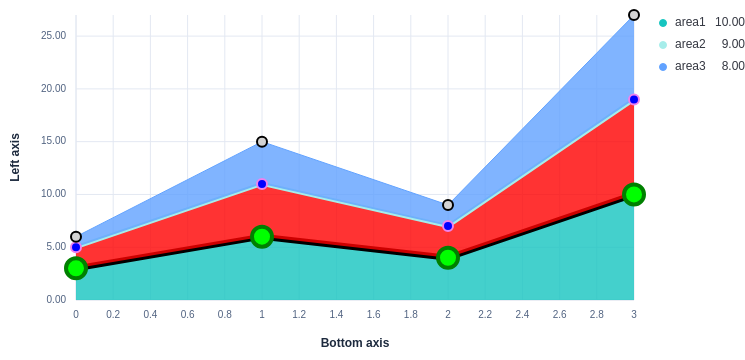 area1 10.00
area2 9.00
area3 8.00
Left axis
25.00
20.00
15.00
10.00
5.00
0.00
0 0.2 0.4 0.6 0.8 1 1.2 1.4 1.6 1.8 2 2.2 2.4 2.6 2.8 3
Bottom axis